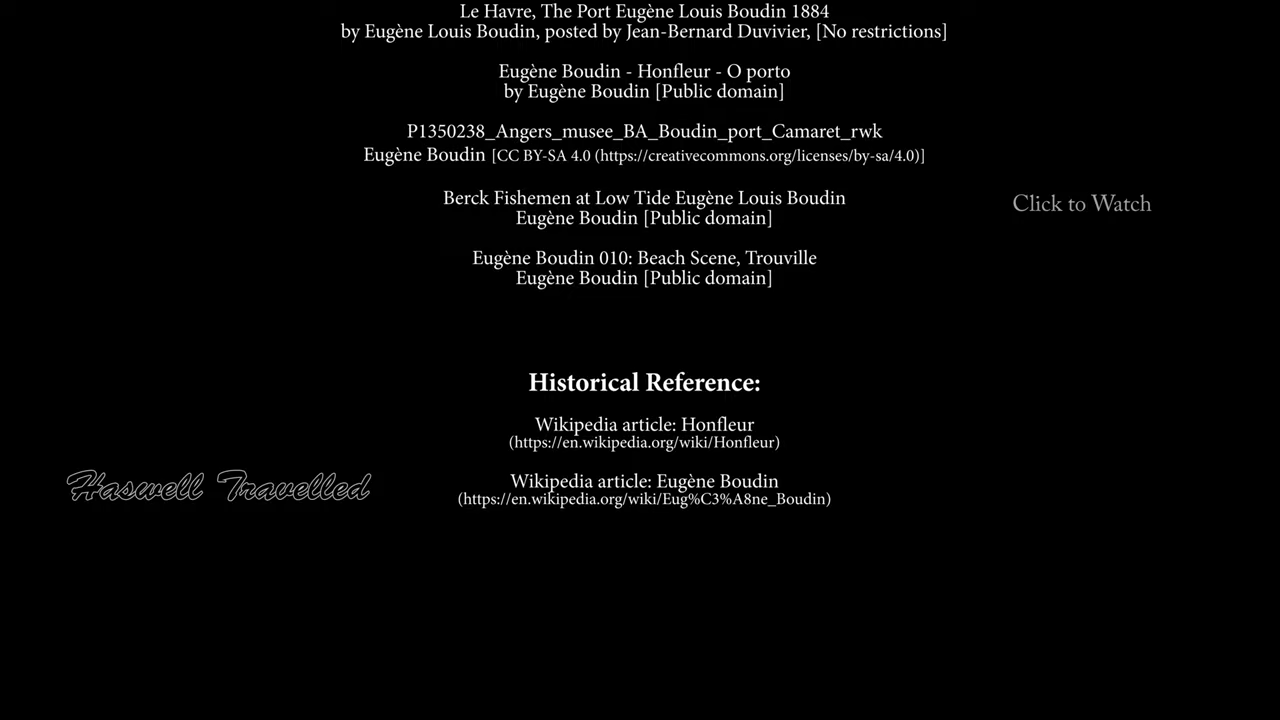 Le Havre, The Port Eugène Louis Boudin 1884
by Eugène Louis Boudin, posted by Jean-Bernard Duvivier, [No restrictions]
Eugène Boudin - Honfleur - O porto
by Eugène Boudin [Public domain]
P1350238_Angers_musee_BA_Boudin_port_Camaret_rwk
Eugène Boudin [CC BY-SA 4.0 (https://creativecommons.org/licenses/by-sa/4.0)]
Berck Fishemen at Low Tide Eugène Louis Boudin
Eugène Boudin [Public domain]
Click to Watch
Eugène Boudin 010: Beach Scene, Trouville
Eugène Boudin [Public domain]
Historical Reference:
Wikipedia article: Honfleur
(https://en.wikipedia.org/wiki/Honfleur)
Haswell Travelled
Wikipedia article: Eugène Boudin
(https://en.wikipedia.org/wiki/Eug%C3%A8ne_Boudin)